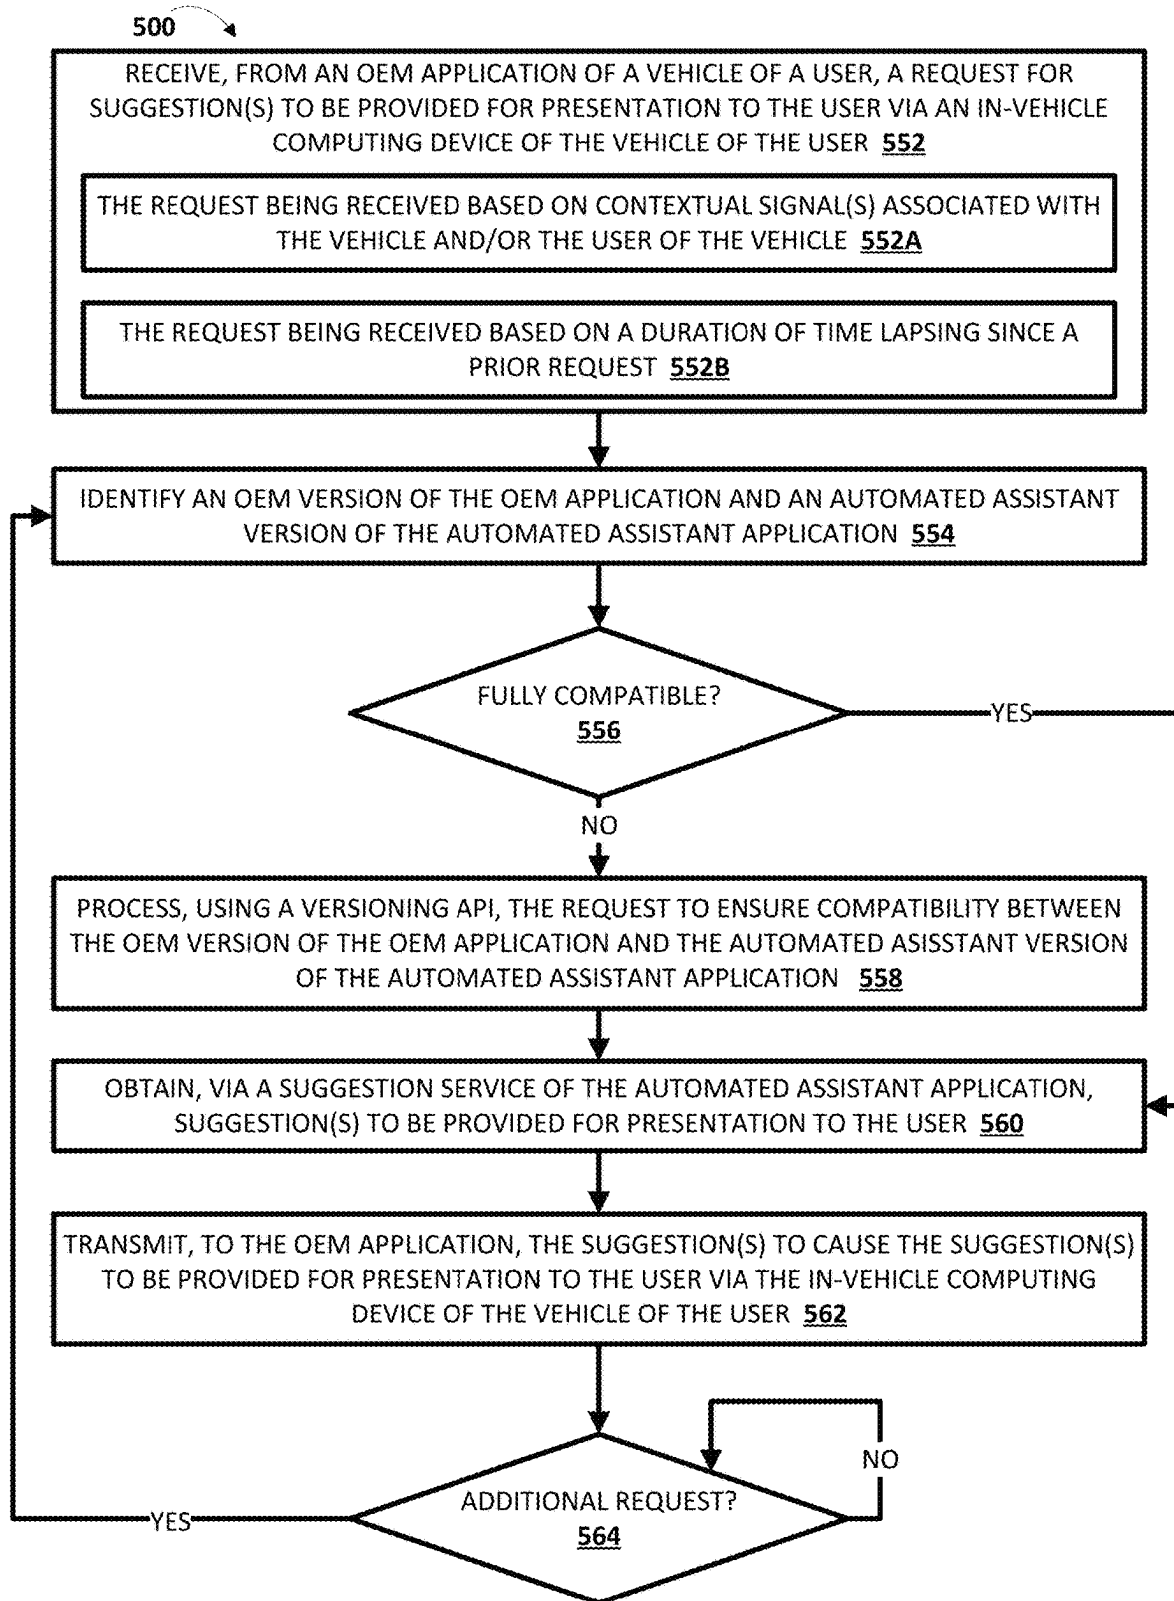 500
RECEIVE, FROM AN OEM APPLICATION OF A VEHICLE OF A USER, A REQUEST FOR
SUGGESTION(S) TO BE PROVIDED FOR PRESENTATION TO THE USER VIA AN IN-VEHICLE
COMPUTING DEVICE OF THE VEHICLE OF THE USER 552
THE REQUEST BEING RECEIVED BASED ON CONTEXTUAL SIGNAL(S) ASSOCIATED WITH
THE VEHICLE AND/OR THE USER OF THE VEHICLE 552A
THE REQUEST BEING RECEIVED BASED ON A DURATION OF TIME LAPSING SINCE A
PRIOR REQUEST 552B
IDENTIFY AN OEM VERSION OF THE OEM APPLICATION AND AN AUTOMATED ASSISTANT
VERSION OF THE AUTOMATED ASSISTANT APPLICATION 554
FULLY COMPATIBLE?
556
YES
NO
PROCESS, USING A VERSIONING API, THE REQUEST TO ENSURE COMPATIBILITY BETWEEN
THE OEM VERSION OF THE OEM APPLICATION AND THE AUTOMATED ASISSTANT VERSION
OF THE AUTOMATED ASSISTANT APPLICATION 558
OBTAIN, VIA A SUGGESTION SERVICE OF THE AUTOMATED ASSISTANT APPLICATION,
SUGGESTION(S) TO BE PROVIDED FOR PRESENTATION TO THE USER 560
TRANSMIT, TO THE OEM APPLICATION, THE SUGGESTION(S) TO CAUSE THE SUGGESTION(S)
TO BE PROVIDED FOR PRESENTATION TO THE USER VIA THE IN-VEHICLE COMPUTING
DEVICE OF THE VEHICLE OF THE USER 562
NO
ADDITIONAL REQUEST?
564
YES